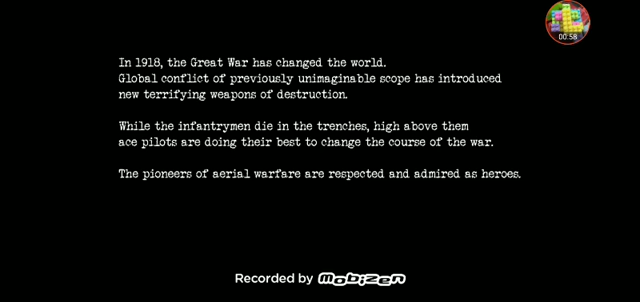 00:58
In 1918, the Great War has changed the world.
Global conflict of previously unimaginable scope has introduced
new terrifying weapons of destruction.
While the infantrymen die in the trenches, high above them
ace pilots are doing their best to change the course of the war.
The pioneers of aerial warfare are respected and admired as heroes.
Recorded by mobizen